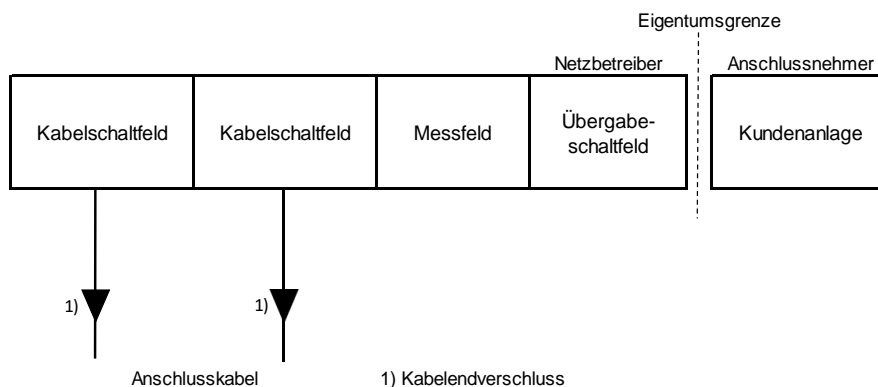 Eigentumsgrenze
Netzbetreiber
Anschlussnehmer
Kabelschaltfeld
Kabelschaltfeld
Messfeld
Übergabe-
schaltfeld
Kundenanlage
1)
1)
Anschlusskabel
1) Kabelendverschluss